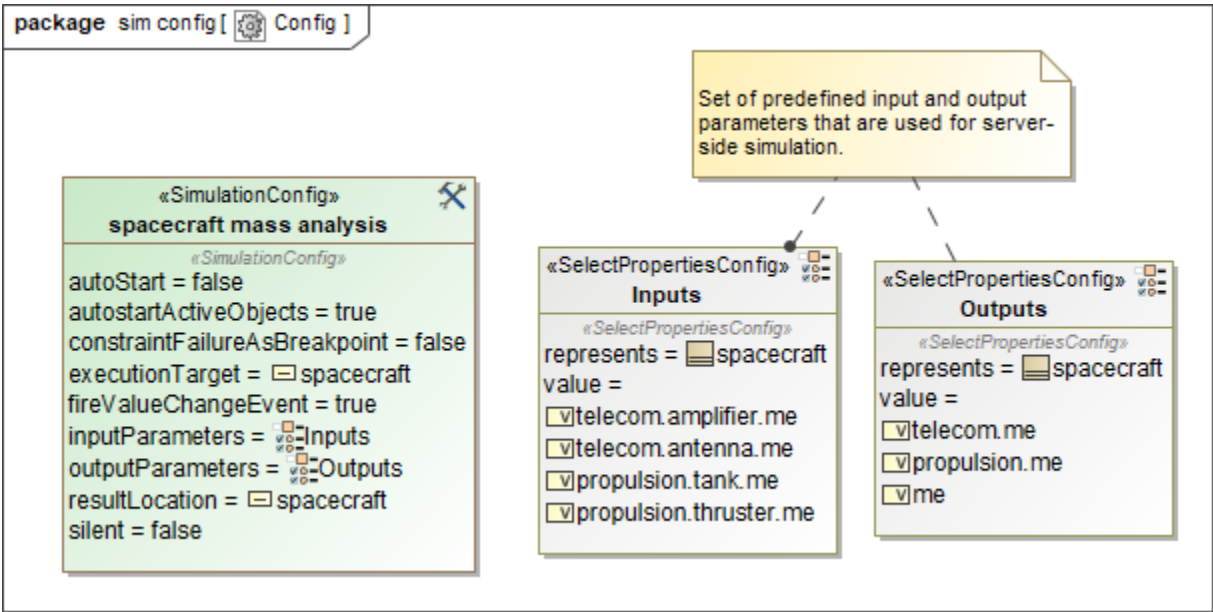 package sim config [ Config ]
Set of predefined input and output
parameters that are used for server-
side simulation.
«SimulationConfig»
spacecraft mass analysis
«SimulationConfig»
autoStart = false
autostartActiveObjects = true
constraintFailureAsBreakpoint = false
executionTarget = spacecraft
fireValueChangeEvent = true
inputParameters = Inputs
outputParameters = Outputs
resultLocation = spacecraft
silent = false
«SelectPropertiesConfig»
Inputs
«SelectPropertiesConfig»
represents = spacecraft
value =
v telecom.amplifier.me
v telecom.antenna.me
v propulsion.tank.me
v propulsion.thruster.me
«SelectPropertiesConfig»
Outputs
«SelectPropertiesConfig»
represents = spacecraft
value =
v telecom.me
v propulsion.me
v me